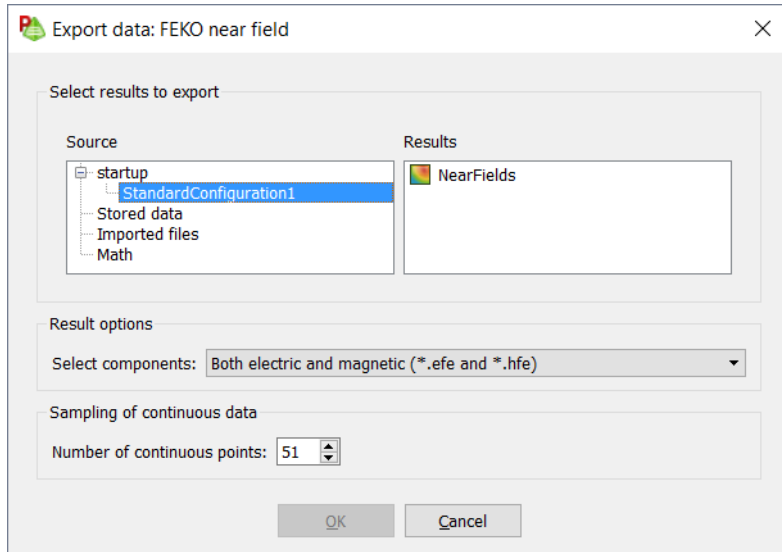 Export data: FEKO near field
Select results to export
Source
Results
startup
StandardConfiguration1
Stored data
Imported files
Math
NearFields
Result options
Select components: Both electric and magnetic (*.efe and *.hfe)
Sampling of continuous data
Number of continuous points: 51
OK
Cancel